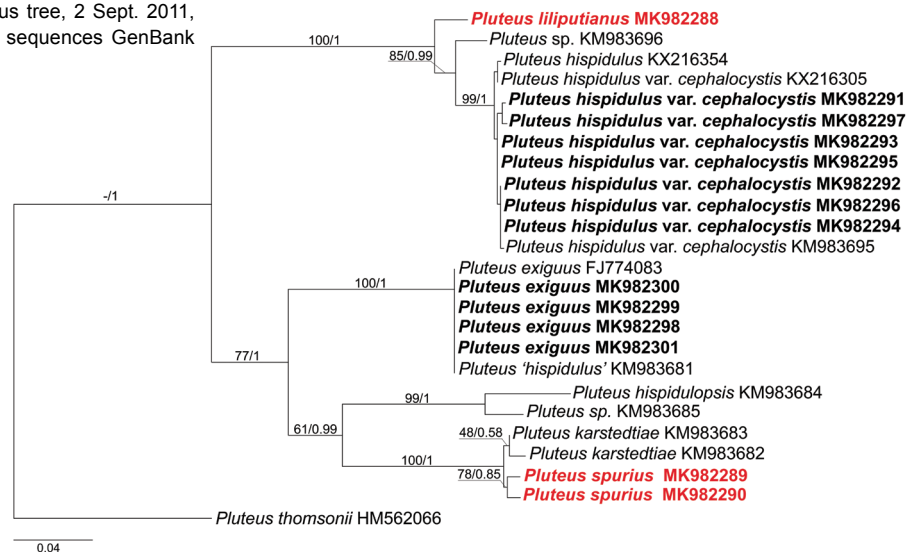 us tree, 2 Sept. 2011,
sequences GenBank
Pluteus liliputianus MK982288
100/1
Pluteus sp. KM983696
85/0.99
Pluteus hispidulus KX216354
Pluteus hispidulus var. cephalocystis KX216305
99/1
Pluteus hispidulus var. cephalocystis MK982291
Pluteus hispidulus var. cephalocystis MK982297
Pluteus hispidulus var. cephalocystis MK982293
Pluteus hispidulus var. cephalocystis MK982295
Pluteus hispidulus var. cephalocystis MK982292
-/1
Pluteus hispidulus var. cephalocystis MK982296
Pluteus hispidulus var. cephalocystis MK982294
Pluteus hispidulus var. cephalocystis KM983695
Pluteus exiguus FJ774083
100/1
Pluteus exiguus MK982300
Pluteus exiguus MK982299
Pluteus exiguus MK982298
Pluteus exiguus MK982301
77/1
Pluteus 'hispidulus' KM983681
Pluteus hispidulopsis KM983684
99/1
Pluteus sp. KM983685
61/0.99
48/0.58
Pluteus karstedtiae KM983683
Pluteus karstedtiae KM983682
100/1
78/0.85
Pluteus spurius MK982289
Pluteus spurius MK982290
Pluteus thomsonii HM562066
0.04